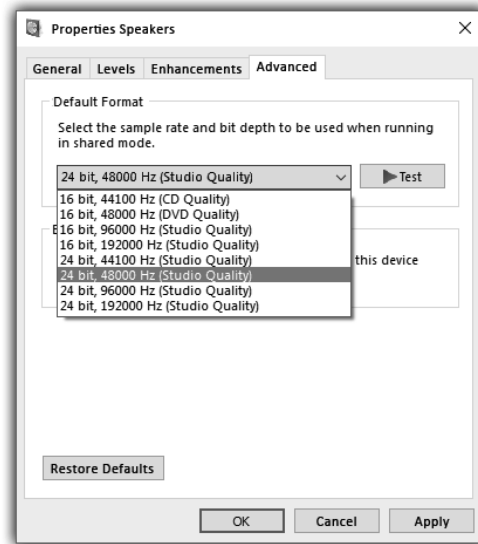 Properties Speakers
General Levels Enhancements Advanced
Default Format
Select the sample rate and bit depth to be used when running
in shared mode.
24 bit, 48000 Hz (Studio Quality)
Test
16 bit, 44100 Hz (CD Quality)
16 bit, 48000 Hz (DVD Quality)
16 bit, 96000 Hz (Studio Quality)
16 bit, 192000 Hz (Studio Quality)
24 bit, 44100 Hz (Studio Quality)
this device
24 bit, 48000 Hz (Studio Quality)
24 bit, 96000 Hz (Studio Quality)
24 bit, 192000 Hz (Studio Quality)
Restore Defaults
OK Cancel Apply